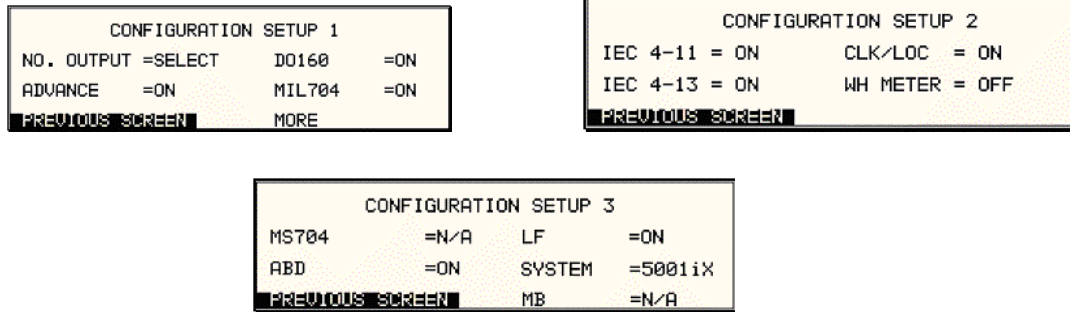 CONFIGURATION SETUP 1
NO. OUTPUT =SELECT DO160 =ON
ADVANCE =ON MIL704 =ON
PREVIOUS SCREEN MORE
CONFIGURATION SETUP 2
IEC 4-11 = ON CLK/LOC = ON
IEC 4-13 = ON WH METER = OFF
PREVIOUS SCREEN
CONFIGURATION SETUP 3
MS704 =N/A LF =ON
ABD =ON SYSTEM =5001iX
PREVIOUS SCREEN MB =N/A